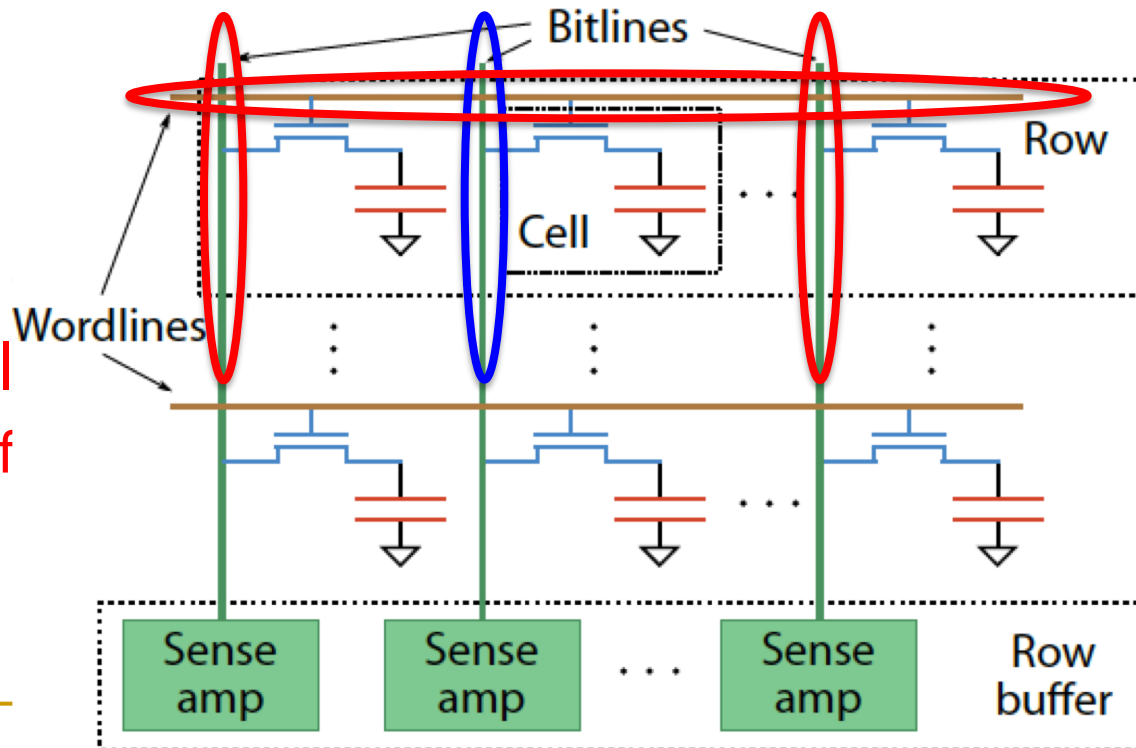 Bitlines
Row
Cell
Wordlines
l
f
Sense amp
Sense amp
Sense amp
Row buffer